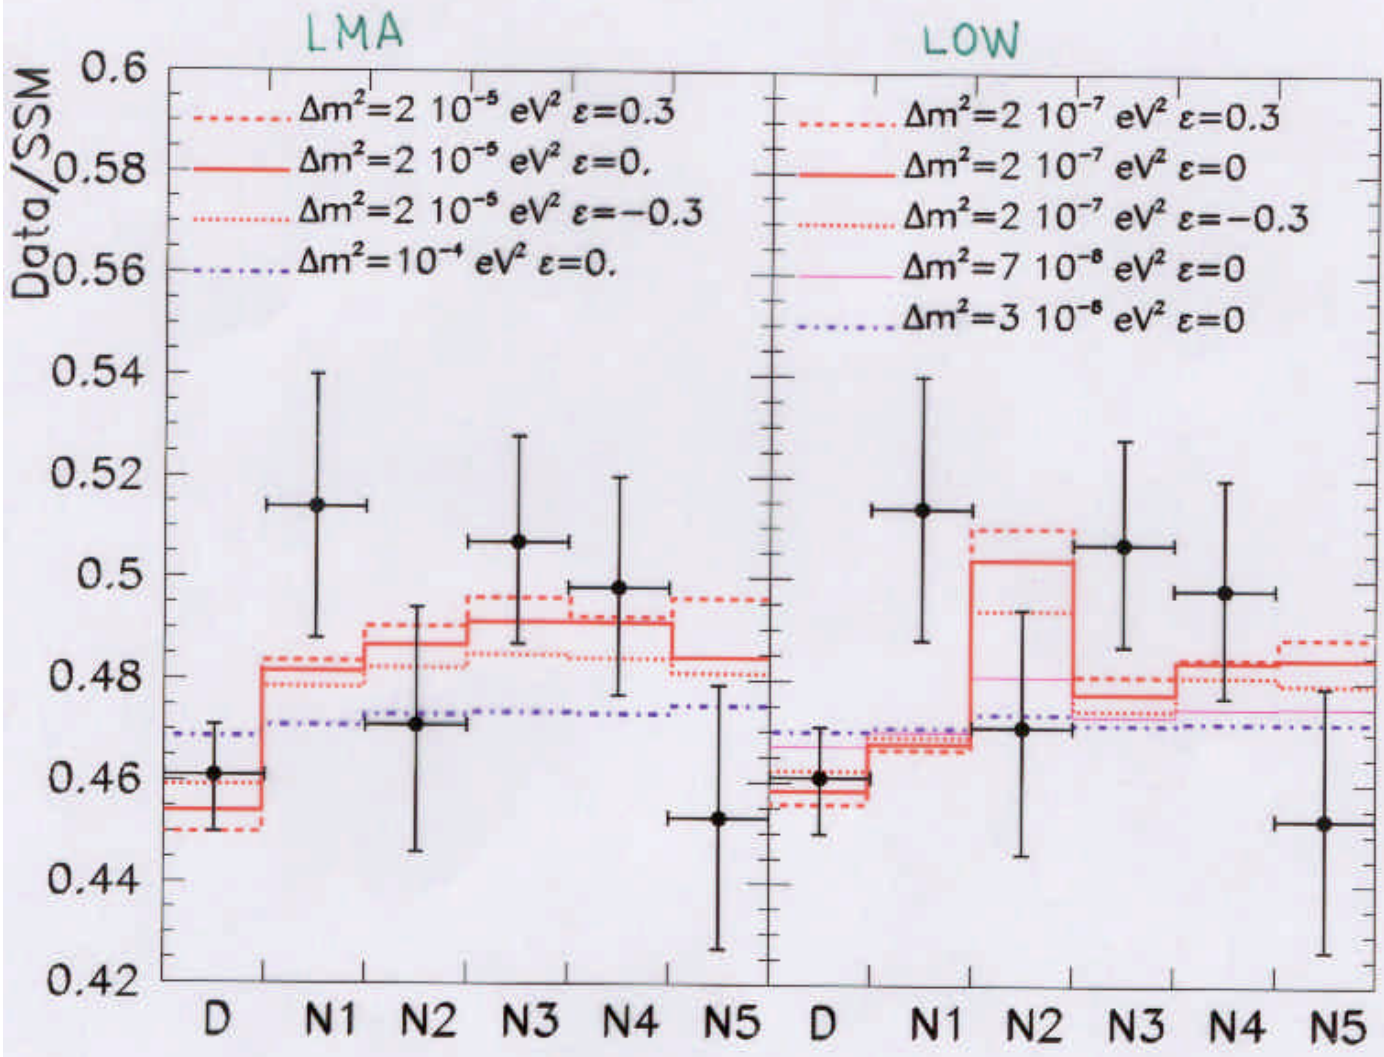 LMA
LOW
Data/SSM
0.6
0.58
0.56
0.54
0.52
0.5
0.48
0.46
0.44
0.42
Δm²=2 10⁻⁵ eV² ε=0.3
Δm²=2 10⁻⁵ eV² ε=0.
Δm²=2 10⁻⁵ eV² ε=−0.3
Δm²=10⁻⁴ eV² ε=0.
Δm²=2 10⁻⁷ eV² ε=0.3
Δm²=2 10⁻⁷ eV² ε=0
Δm²=2 10⁻⁷ eV² ε=−0.3
Δm²=7 10⁻⁸ eV² ε=0
Δm²=3 10⁻⁸ eV² ε=0
D N1 N2 N3 N4 N5
D N1 N2 N3 N4 N5